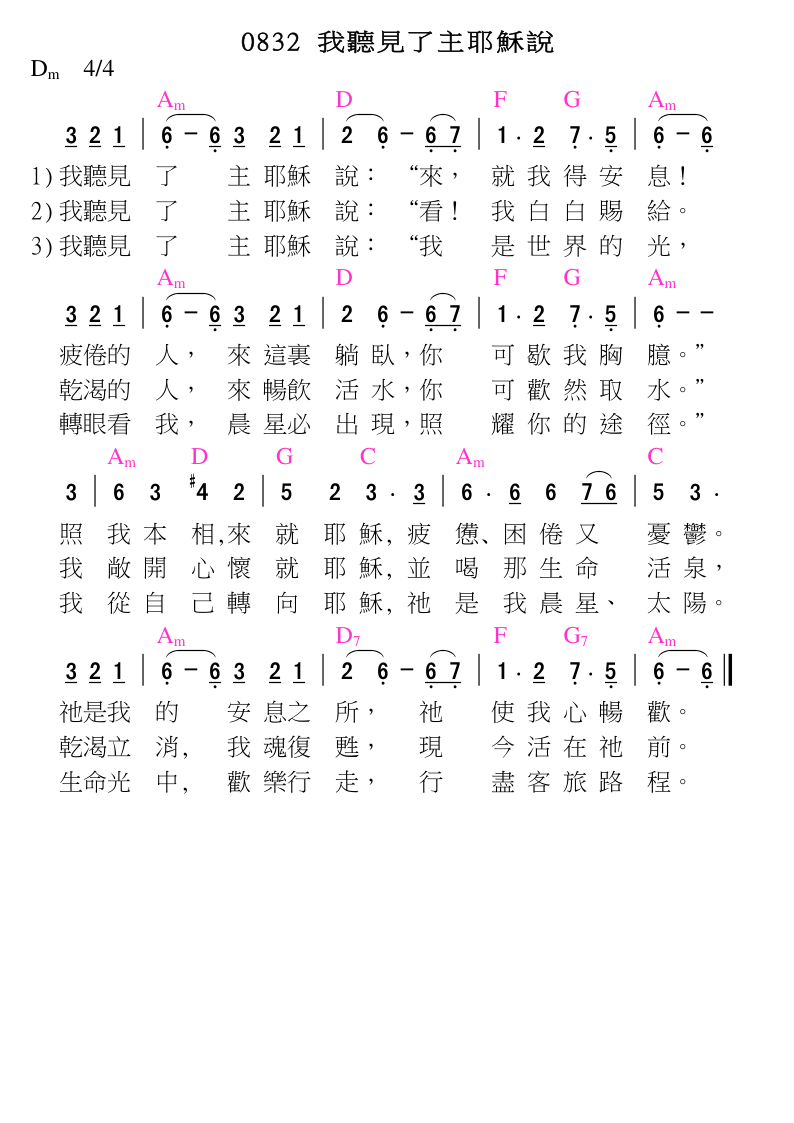 0832 我聽見了主耶穌說
Dm 4/4
Am D F G Am
3 2 1 | 6 - 6 3 2 1 | 2 6 - 6 7 | 1 . 2 7 . 5 | 6 - 6
1)我聽見 了 主 耶穌 說： “來， 就 我 得 安 息！
2)我聽見 了 主 耶穌 說： “看！ 我 白 白 賜 給。
3)我聽見 了 主 耶穌 說： “我 是 世 界 的 光，
Am D F G Am
3 2 1 | 6 - 6 3 2 1 | 2 6 - 6 7 | 1 . 2 7 . 5 | 6 - -
疲倦的 人， 來 這裏 躺 臥，你 可 歇 我 胸 臆。”
乾渴的 人， 來 暢飲 活 水，你 可 歡 然 取 水。”
轉眼看 我， 晨 星必 出 現，照 耀 你 的 途 徑。”
Am D G C Am C
3 | 6 3 #4 2 | 5 2 3 . 3 | 6 . 6 6 7 6 | 5 3 .
照 我 本 相,來 就 耶 穌, 疲 憊、困 倦 又 憂 鬱。
我 敞 開 心 懷 就 耶 穌, 並 喝 那 生 命 活 泉，
我 從 自 己 轉 向 耶 穌, 祂 是 我 晨 星、 太 陽。
Am D7 F G7 Am
3 2 1 | 6 - 6 3 2 1 | 2 6 - 6 7 | 1 . 2 7 . 5 | 6 - 6 ‖
祂是我 的 安 息之 所， 祂 使 我 心 暢 歡。
乾渴立 消, 我 魂復 甦， 現 今 活 在 祂 前。
生命光 中, 歡 樂行 走， 行 盡 客 旅 路 程。